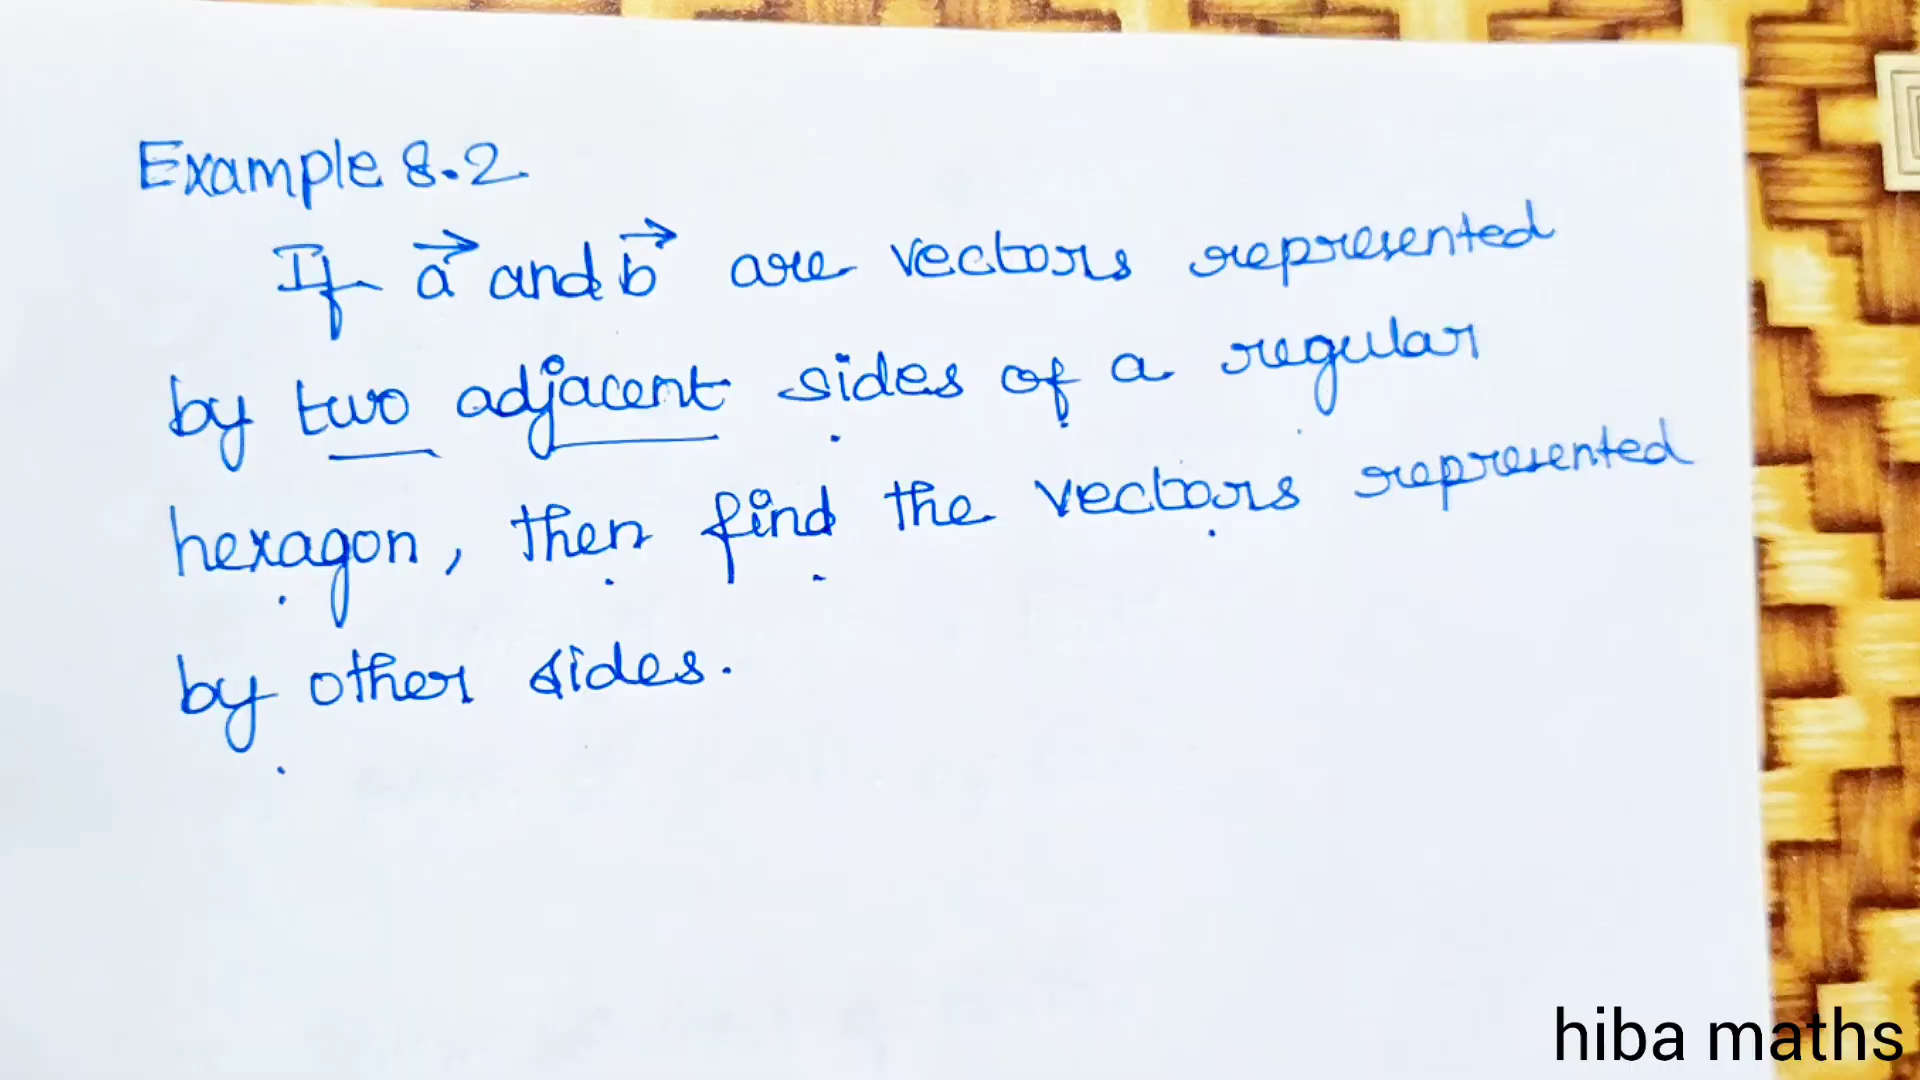 Example 8.2
If a⃗ and b⃗ are vectors represented
by two adjacent sides of a regular
hexagon, then find the vectors represented
by other sides.
hiba maths